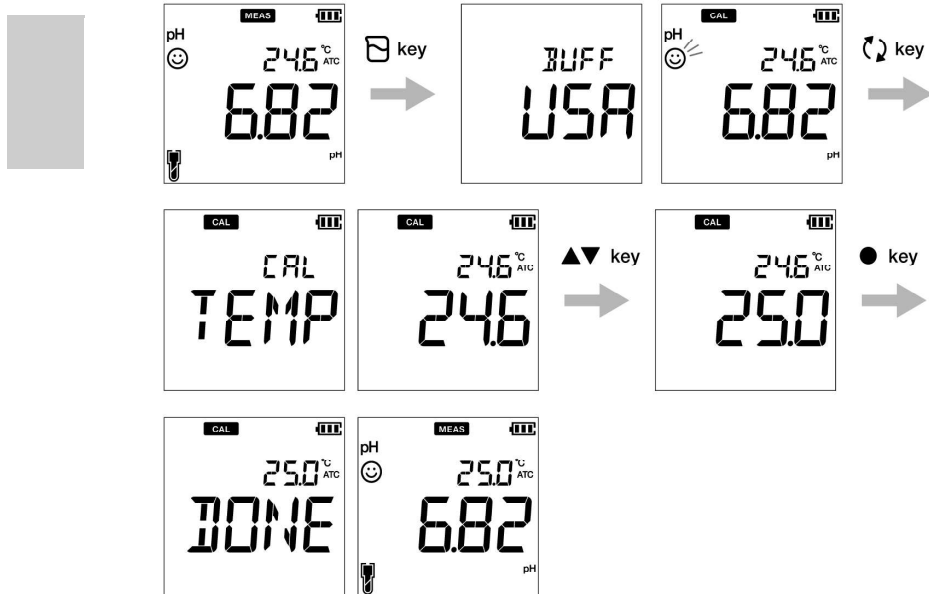 MEAS
pH
24.6 °C ATC
6.82
pH
key
BUFF
USA
CAL
pH
24.6 °C ATC
6.82
pH
key
CAL
CAL
TEMP
CAL
24.6 °C ATC
24.6
▲▼ key
CAL
24.6 °C ATC
25.0
● key
CAL
25.0 °C ATC
DONE
MEAS
pH
25.0 °C ATC
6.82
pH